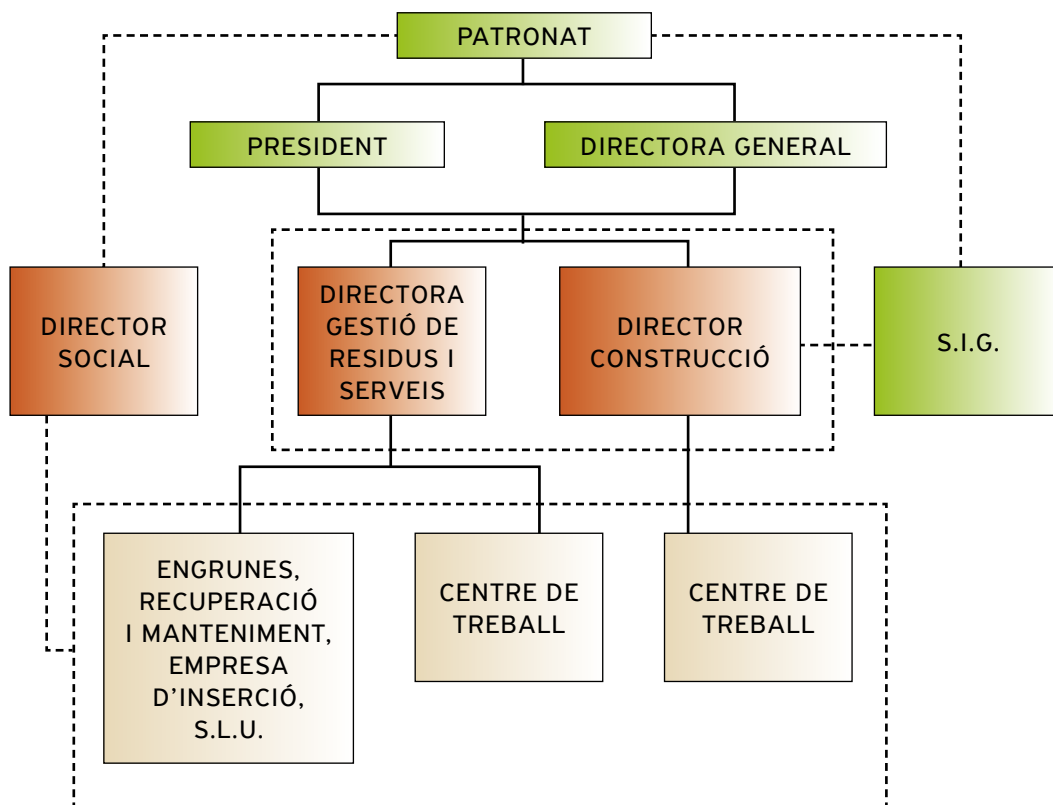 PATRONAT
PRESIDENT
DIRECTORA GENERAL
DIRECTOR
SOCIAL
DIRECTORA
GESTIÓ DE
RESIDUS I
SERVEIS
DIRECTOR
CONSTRUCCIÓ
S.I.G.
ENGRUNES,
RECUPERACIÓ
I MANTENIMENT,
EMPRESA
D’INSERCIÓ,
S.L.U.
CENTRE DE
TREBALL
CENTRE DE
TREBALL